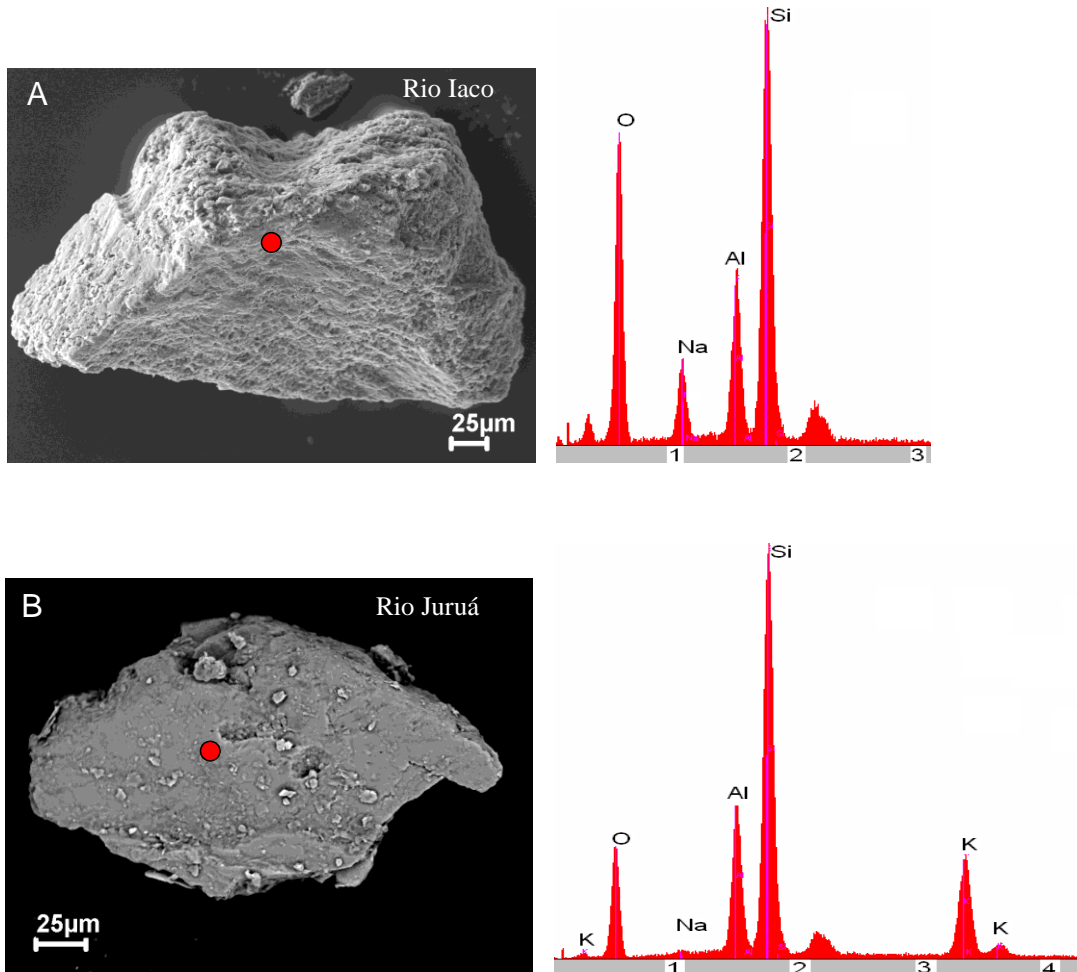 A
Rio Iaco
25µm
Si
O
Al
Na
1 2 3
B
Rio Juruá
25µm
Si
Al
O
K
K
Na
K
1 2 3 4